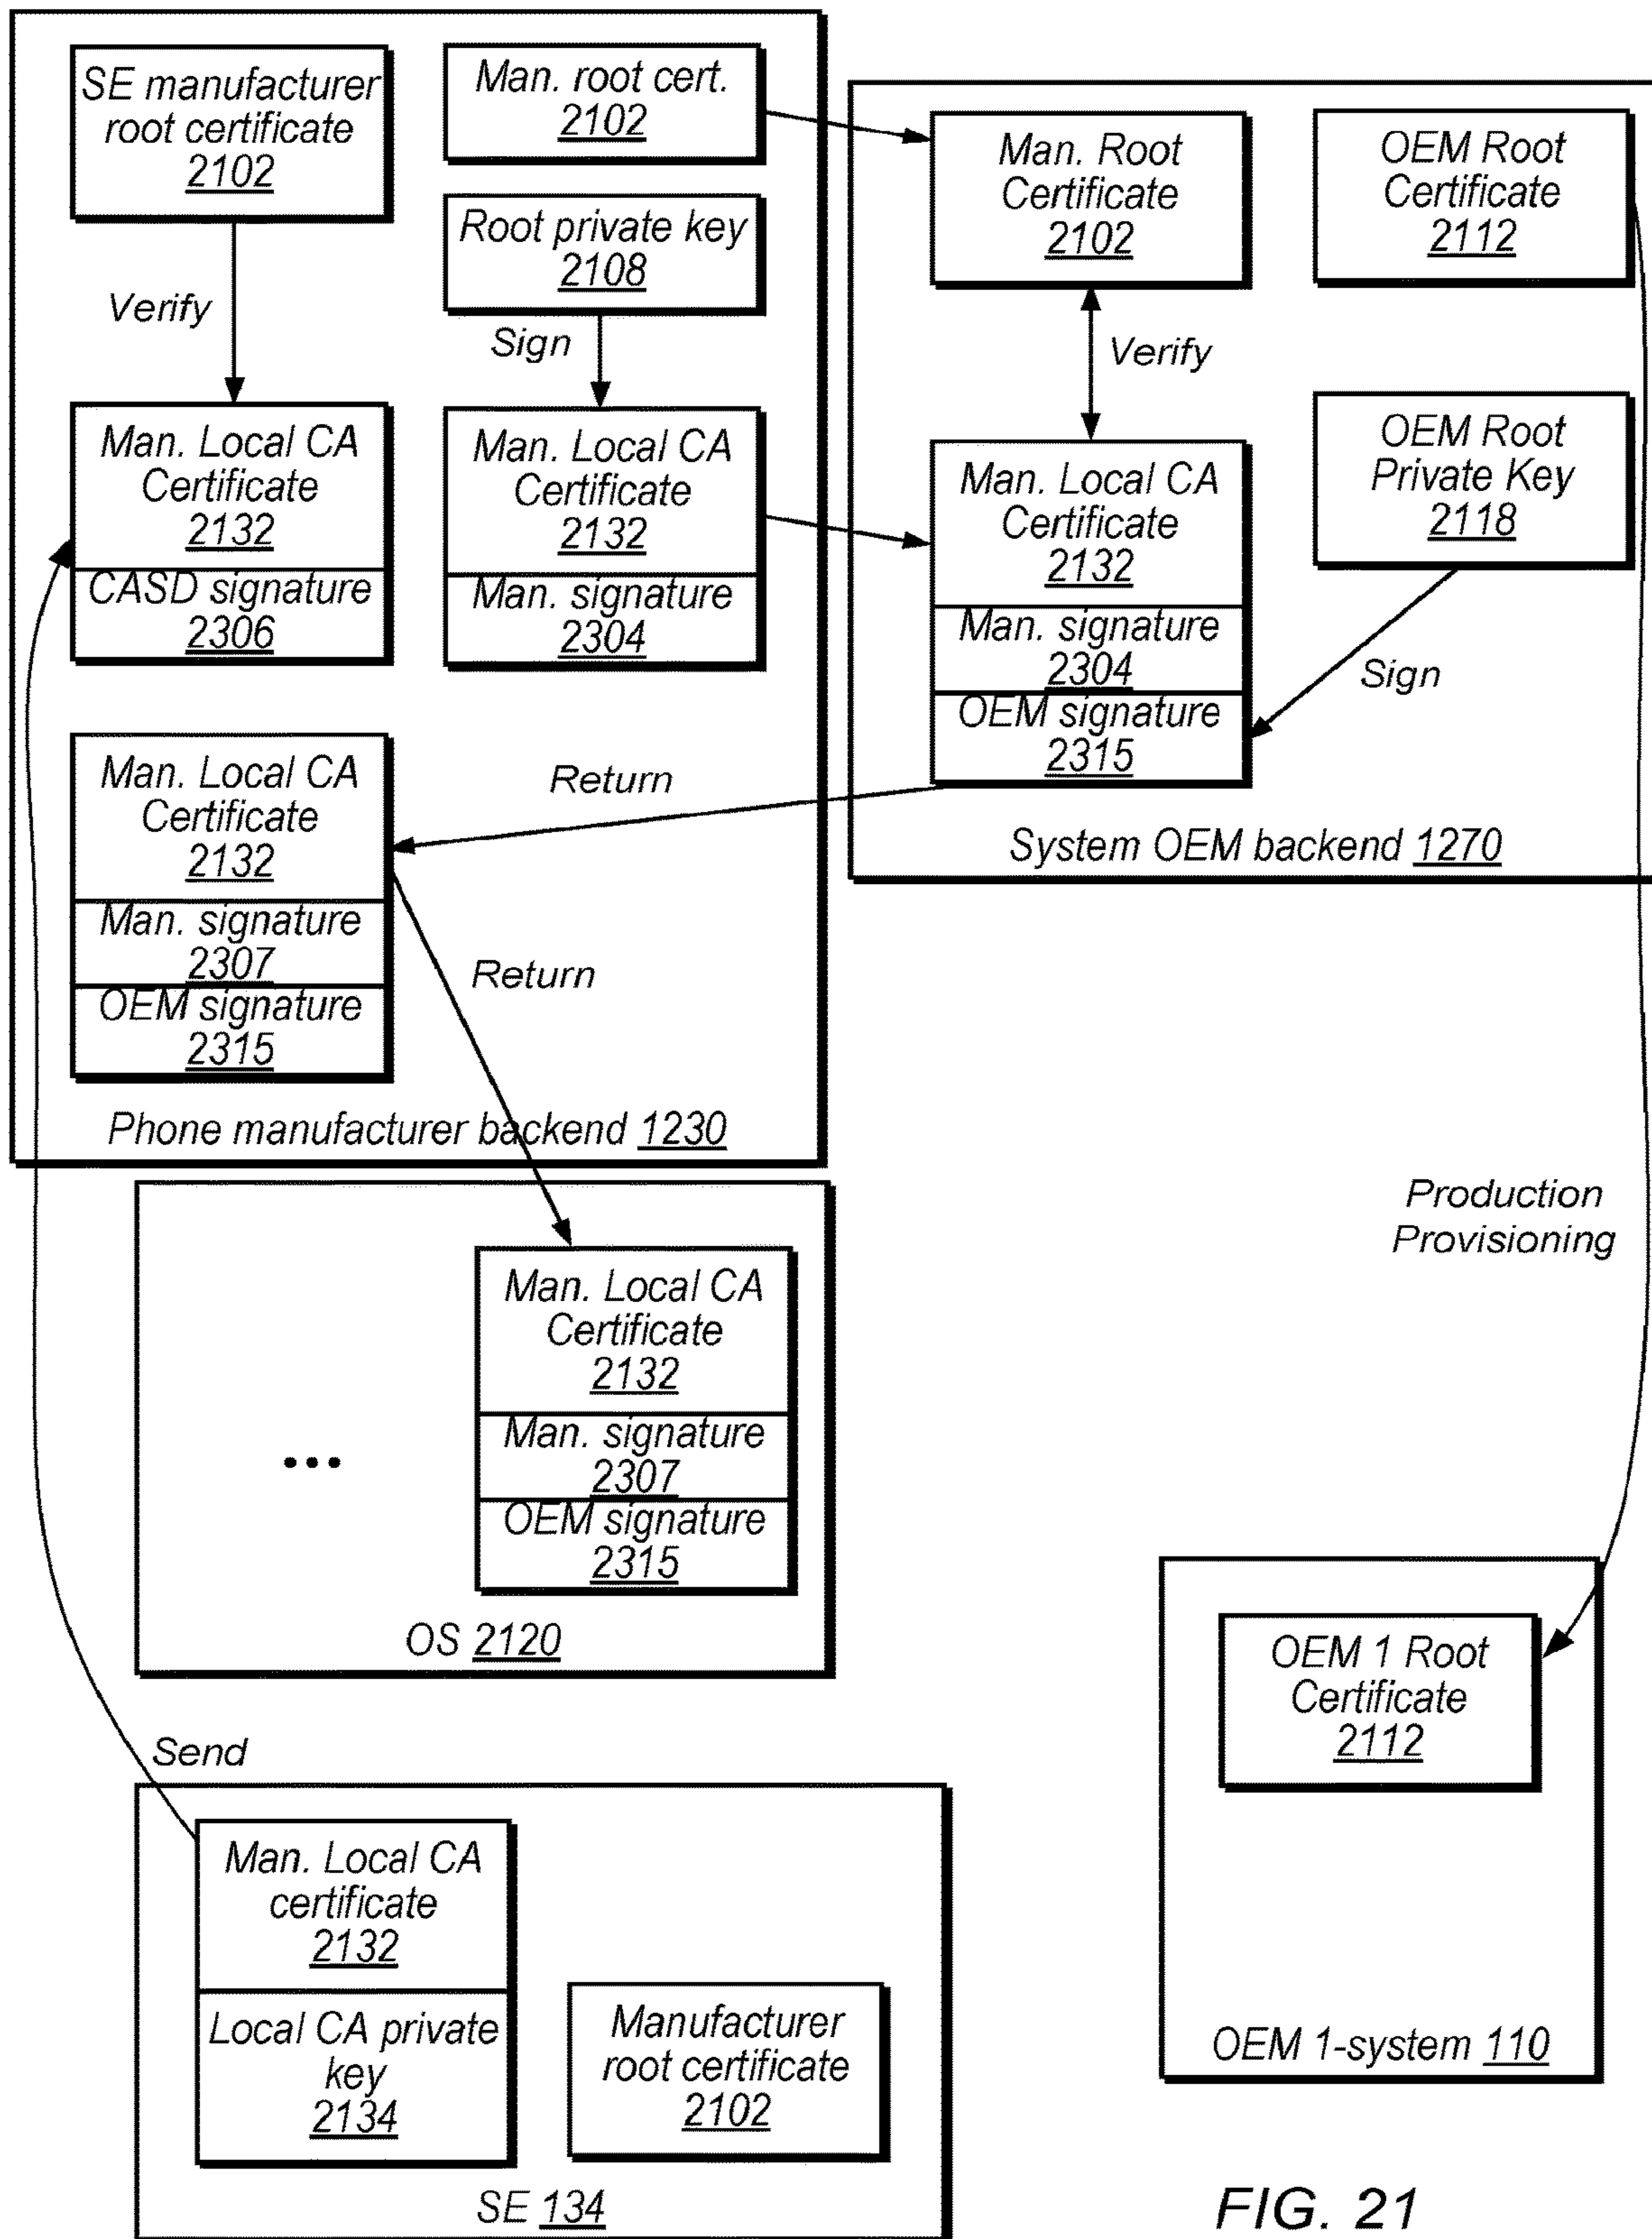 SE manufacturer
root certificate
2102
Man. root cert.
2102
Root private key
2108
Verify
Sign
Man. Local CA
Certificate
2132
CASD signature
2306
Man. Local CA
Certificate
2132
Man. signature
2304
Man. Local CA
Certificate
2132
Man. signature
2307
OEM signature
2315
Return
Return
Phone manufacturer backend 1230
Man. Root
Certificate
2102
OEM Root
Certificate
2112
Verify
Man. Local CA
Certificate
2132
Man. signature
2304
OEM signature
2315
OEM Root
Private Key
2118
Sign
System OEM backend 1270
Production
Provisioning
Man. Local CA
Certificate
2132
Man. signature
2307
OEM signature
2315
...
OS 2120
OEM 1 Root
Certificate
2112
OEM 1-system 110
Send
Man. Local CA
certificate
2132
Local CA private
key
2134
Manufacturer
root certificate
2102
SE 134
FIG. 21